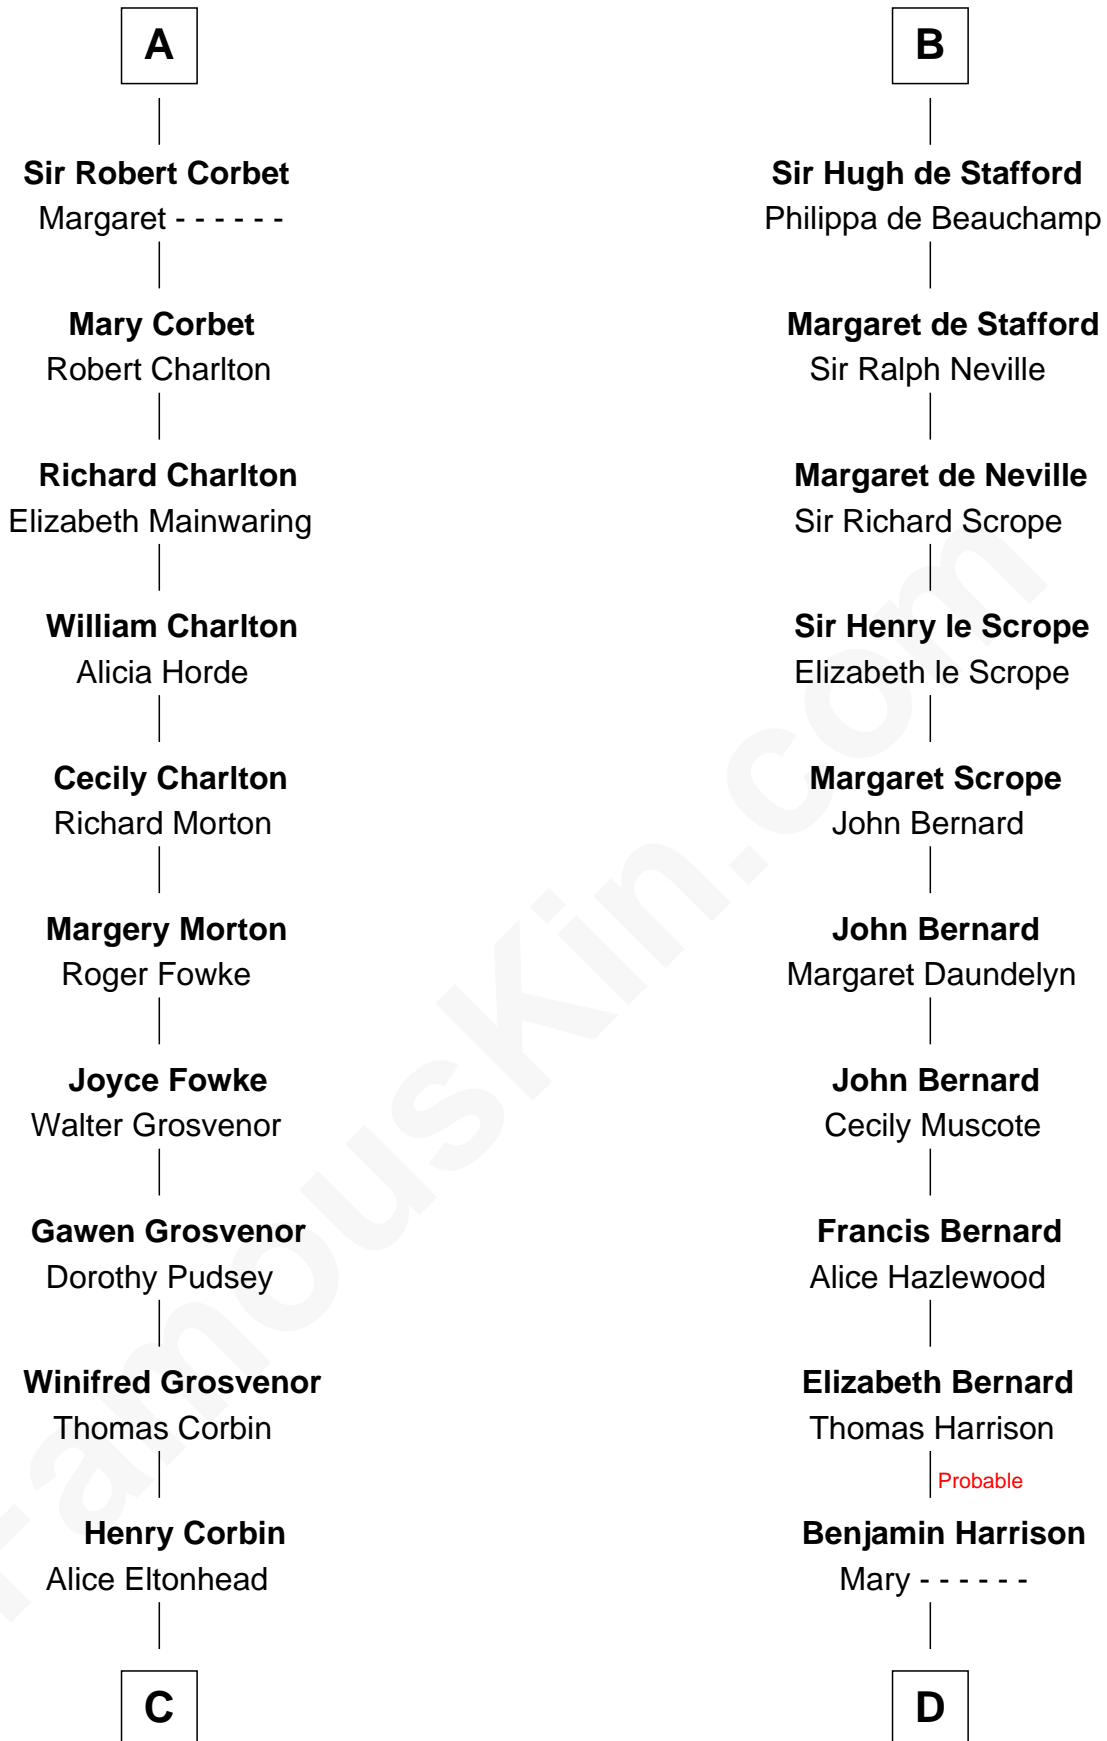 A
Sir Robert Corbet
Margaret - - - - - -
Mary Corbet
Robert Charlton
Richard Charlton
Elizabeth Mainwaring
William Charlton
Alicia Horde
Cecily Charlton
Richard Morton
Margery Morton
Roger Fowke
Joyce Fowke
Walter Grosvenor
Gawen Grosvenor
Dorothy Pudsey
Winifred Grosvenor
Thomas Corbin
Henry Corbin
Alice Eltonhead
C
B
Sir Hugh de Stafford
Philippa de Beauchamp
Margaret de Stafford
Sir Ralph Neville
Margaret de Neville
Sir Richard Scrope
Sir Henry le Scrope
Elizabeth le Scrope
Margaret Scrope
John Bernard
John Bernard
Margaret Daundelyn
John Bernard
Cecily Muscote
Francis Bernard
Alice Hazlewood
Elizabeth Bernard
Thomas Harrison
Probable
Benjamin Harrison
Mary - - - - - -
D
FamousKin.com